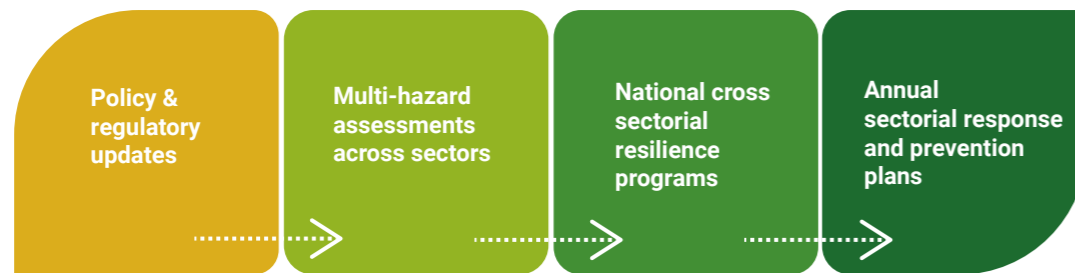 Policy &
regulatory
updates
Multi-hazard
assessments
across sectors
National cross
sectorial
resilience
programs
Annual
sectorial response
and prevention
plans